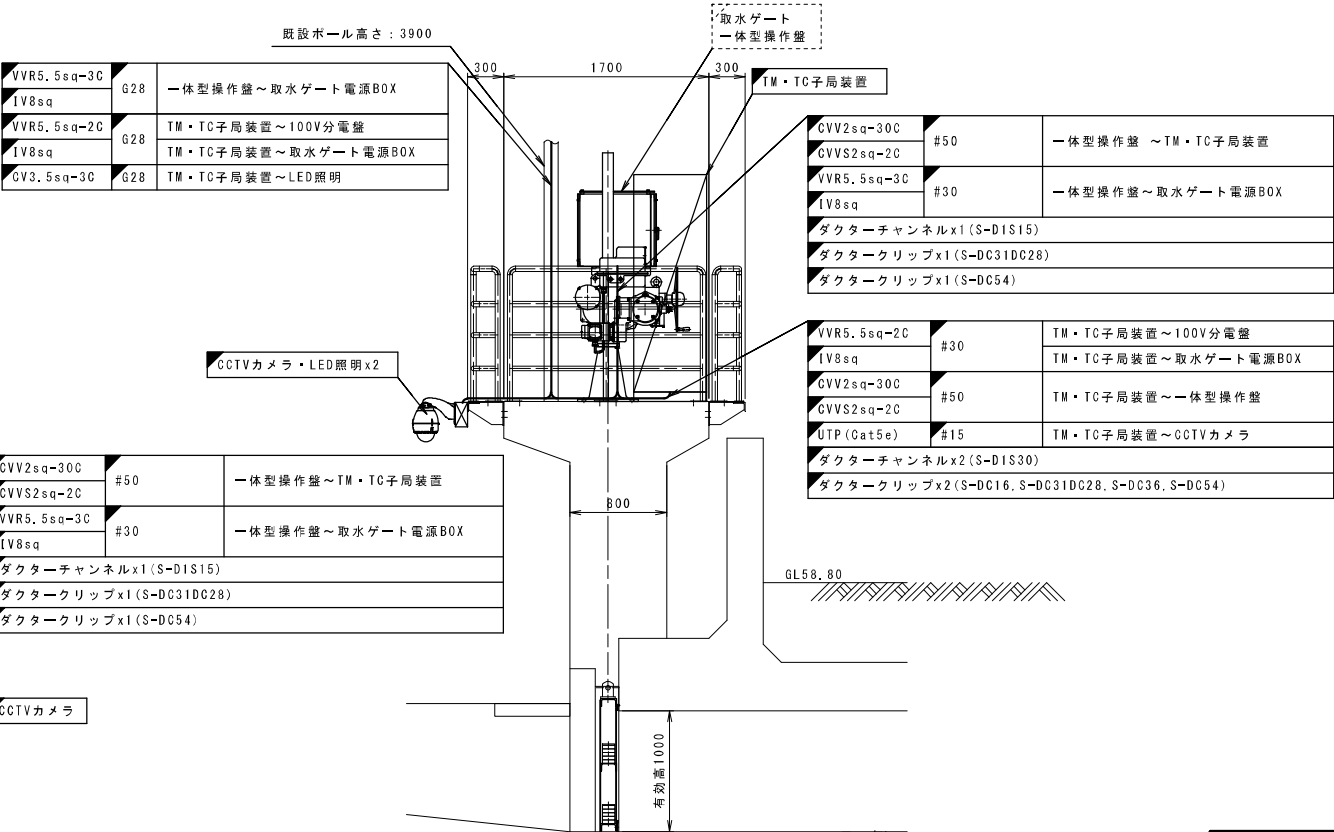 既設ポール高さ：3900
取水ゲート
一体型操作盤
300
1700
300
TM・TC子局装置
VVR5.5sq-3C
IV8sq
G28
一体型操作盤～取水ゲート電源BOX
VVR5.5sq-2C
IV8sq
G28
TM・TC子局装置～100V分電盤
TM・TC子局装置～取水ゲート電源BOX
CV3.5sq-3C
G28
TM・TC子局装置～LED照明
CVV2sq-30C
CVVS2sq-2C
#50
一体型操作盤 ～TM・TC子局装置
VVR5.5sq-3C
IV8sq
#30
一体型操作盤～取水ゲート電源BOX
ダクターチャンネルx1(S-D1S15)
ダクタークリップx1(S-DC31DC28)
ダクタークリップx1(S-DC54)
VVR5.5sq-2C
IV8sq
#30
TM・TC子局装置～100V分電盤
TM・TC子局装置～取水ゲート電源BOX
CVV2sq-30C
CVVS2sq-2C
#50
TM・TC子局装置～一体型操作盤
UTP(Cat5e)
#15
TM・TC子局装置～CCTVカメラ
ダクターチャンネルx2(S-D1S30)
ダクタークリップx2(S-DC16,S-DC31DC28,S-DC36,S-DC54)
CCTVカメラ・LED照明x2
CVV2sq-30C
CVVS2sq-2C
#50
一体型操作盤～TM・TC子局装置
VVR5.5sq-3C
IV8sq
#30
一体型操作盤～取水ゲート電源BOX
ダクターチャンネルx1(S-D1S15)
ダクタークリップx1(S-DC31DC28)
ダクタークリップx1(S-DC54)
800
GL58.80
CCTVカメラ
有効高1000